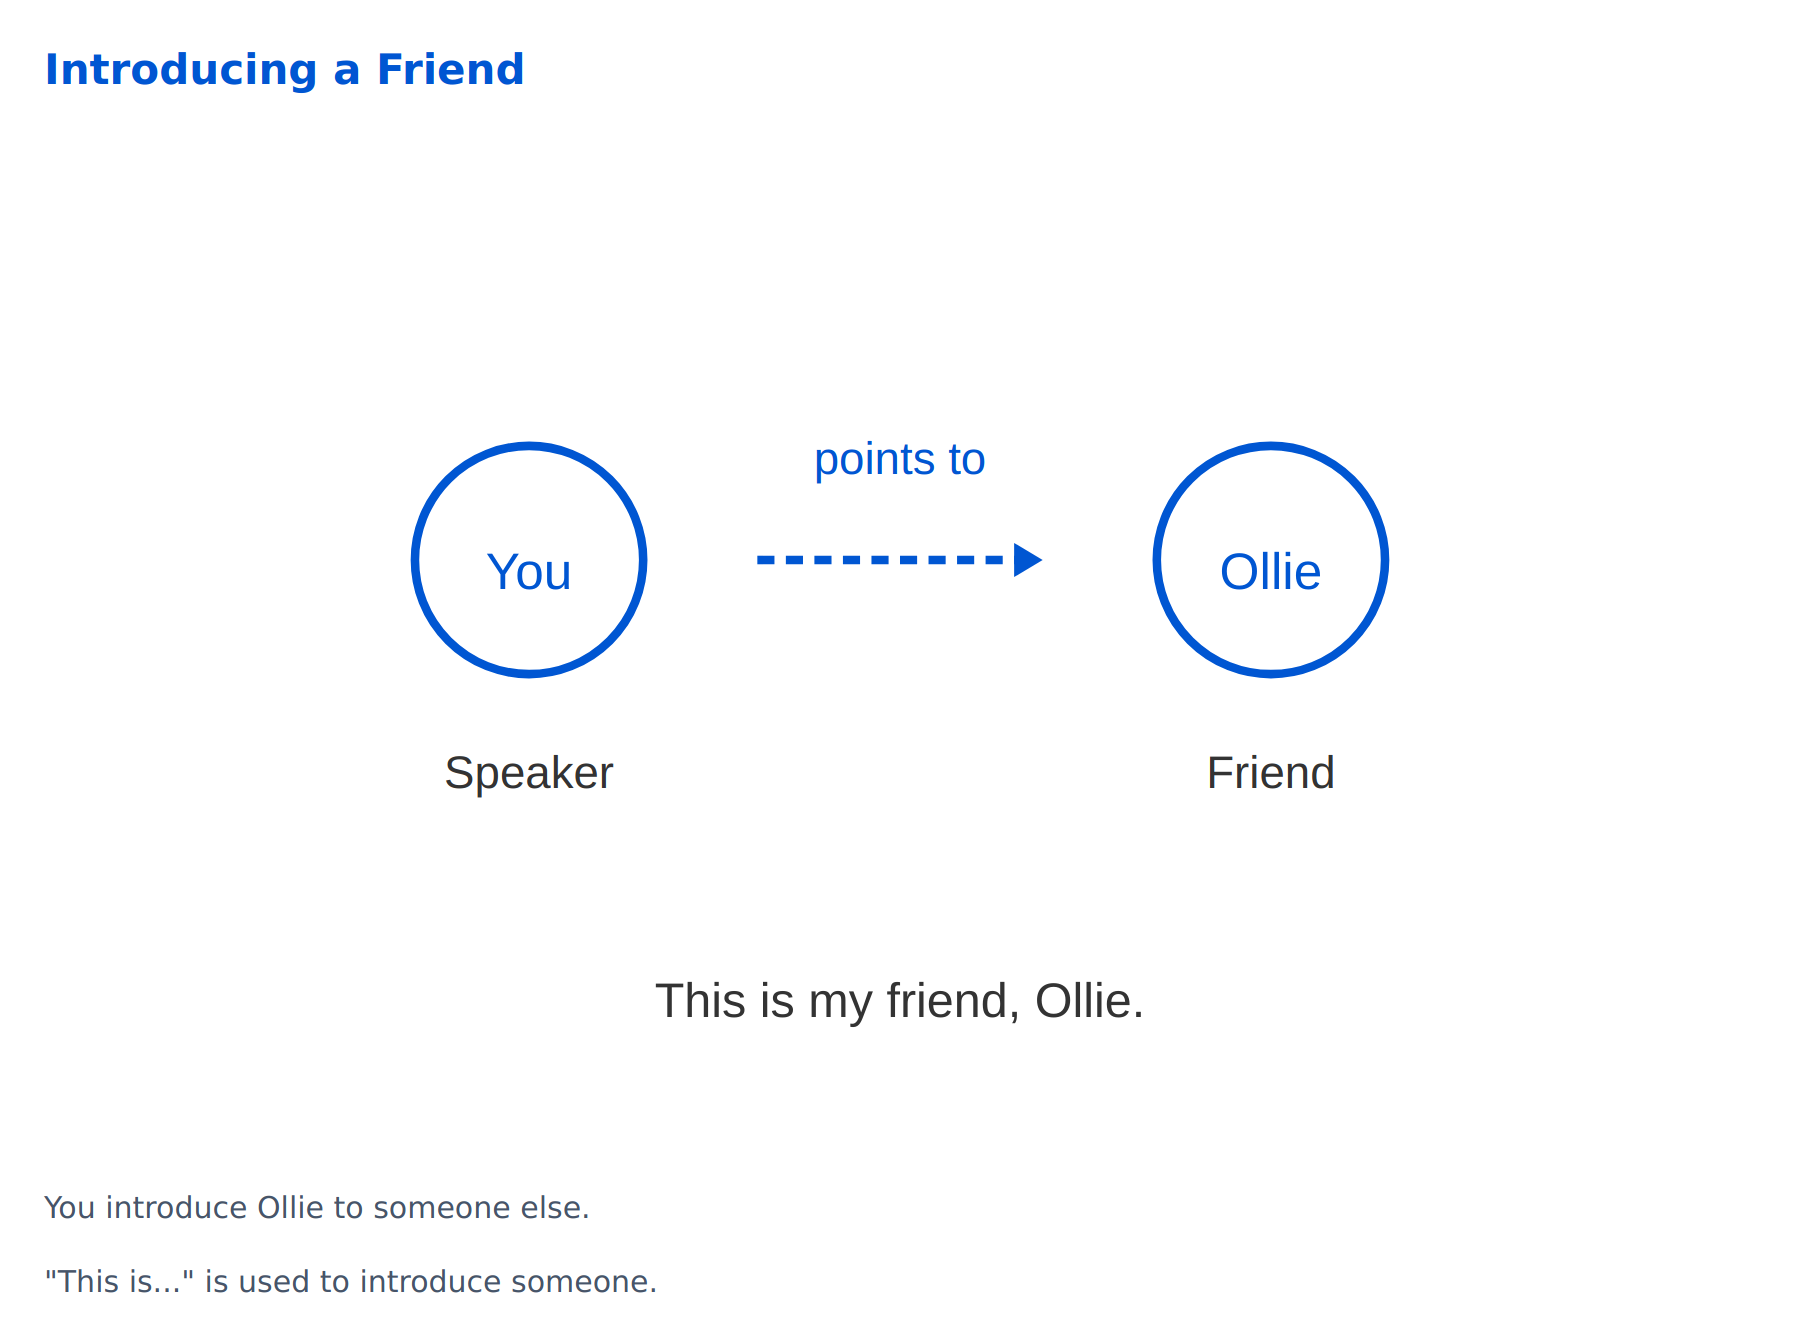 Introducing a Friend
points to
You
Ollie
Speaker
Friend
This is my friend, Ollie.
You introduce Ollie to someone else.
"This is..." is used to introduce someone.